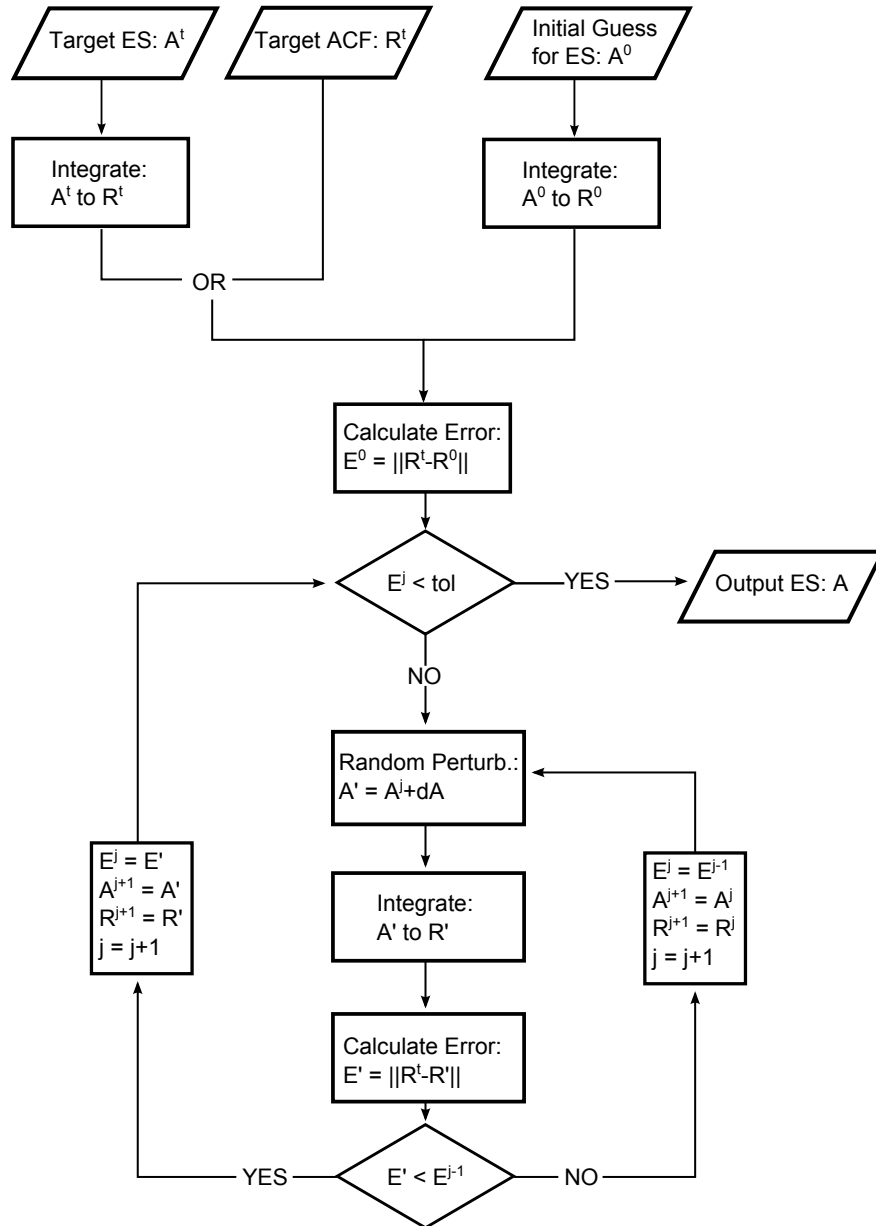 Target ES: Aᵗ
Target ACF: Rᵗ
Initial Guess
for ES: A⁰
Integrate:
Aᵗ to Rᵗ
Integrate:
A⁰ to R⁰
OR
Calculate Error:
E⁰ = ||Rᵗ-R⁰||
Eʲ < tol
YES
Output ES: A
NO
Random Perturb.:
A' = Aʲ+dA
Eʲ = E'
Aʲ⁺¹ = A'
Rʲ⁺¹ = R'
j = j+1
Integrate:
A' to R'
Eʲ = Eʲ⁻¹
Aʲ⁺¹ = Aʲ
Rʲ⁺¹ = Rʲ
j = j+1
Calculate Error:
E' = ||Rᵗ-R'||
YES
E' < Eʲ⁻¹
NO